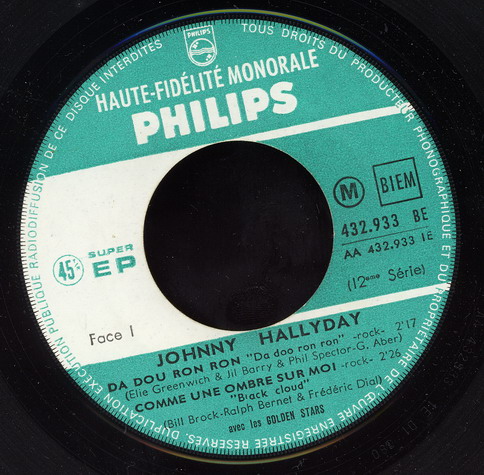 TOUS DROITS DU PRODUCTEUR PHONOGRAPHIQUE ET DU PROPRIÉTAIRE DE L'ŒUVRE ENREGISTRÉE RÉSERVÉS. DUPLICATION EXÉCUTION PUBLIQUE RADIODIFFUSION DE CE DISQUE INTERDITES
PHILIPS
HAUTE-FIDÉLITÉ MONORALE
PHILIPS
M BIEM
432.933 BE
AA 432.933 1E
(12eme Série)
45 SUPER EP
Face 1
JOHNNY HALLYDAY
DA DOU RON RON "Da doo ron ron" -rock- 2'17
(Elie Greenwich & Jil Barry & Phil Spector-G. Aber)
COMME UNE OMBRE SUR MOI -rock- 2'26
"Black cloud"
(Bill Brock-Ralph Bernet & Frédéric Dial)
avec les GOLDEN STARS